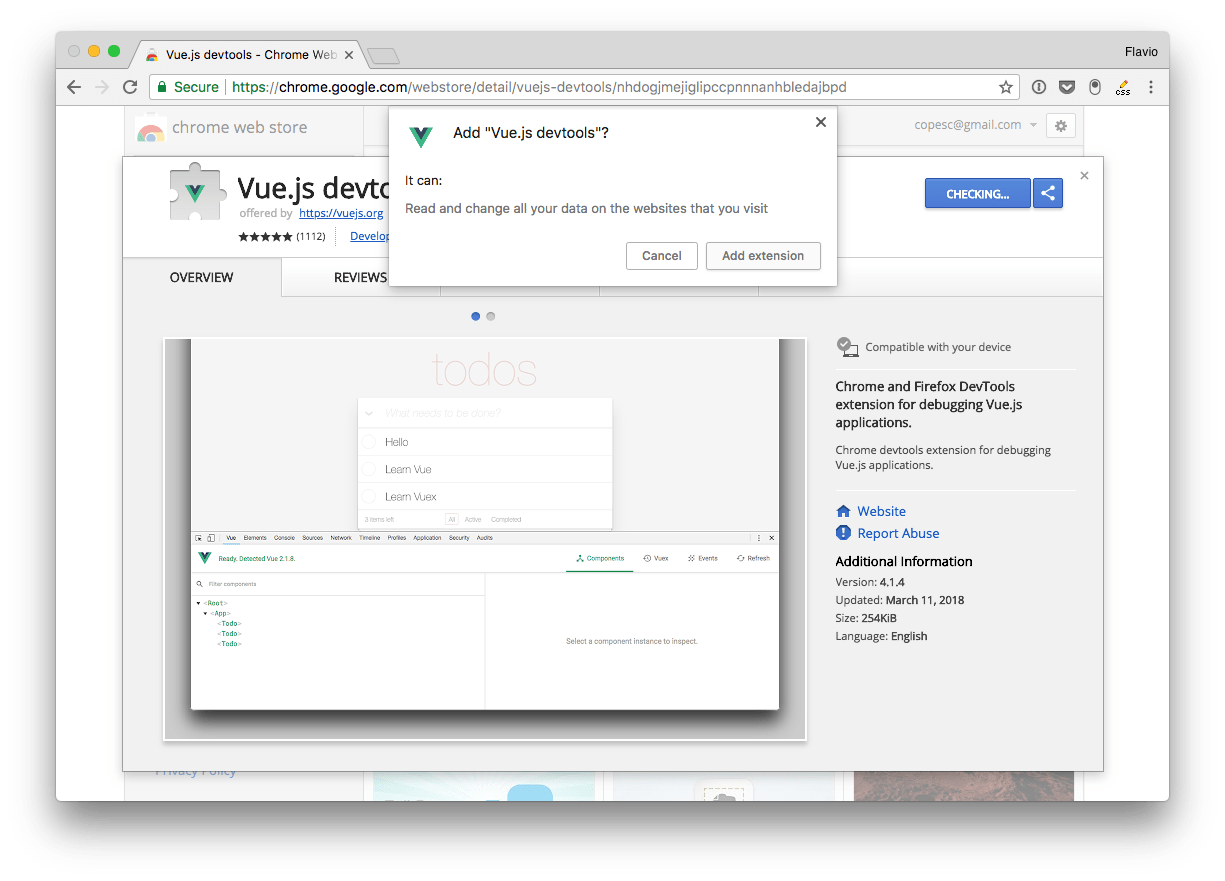 Vue.js devtools - Chrome Web
Flavio
Secure
https://chrome.google.com/webstore/detail/vuejs-devtools/nhdogjmejiglipccpnnnanhbledajbpd
css
chrome web store
copesc@gmail.com
Add "Vue.js devtools"?
It can:
Read and change all your data on the websites that you visit
Cancel
Add extension
Vue.js devto
offered by https://vuejs.org
(1112)
Develop
CHECKING...
OVERVIEW
REVIEWS
todos
What needs to be done?
Hello
Learn Vue
Learn Vuex
3 items left
All
Active
Completed
Vue Elements Console Sources Network Timeline Profiles Application Security Audits
Ready. Detected Vue 2.1.8.
Components
Vuex
Events
Refresh
Filter components
<Root>
<App>
<Todo>
<Todo>
<Todo>
Select a component instance to inspect.
Compatible with your device
Chrome and Firefox DevTools
extension for debugging Vue.js
applications.
Chrome devtools extension for debugging
Vue.js applications.
Website
Report Abuse
Additional Information
Version: 4.1.4
Updated: March 11, 2018
Size: 254KiB
Language: English
Privacy Policy